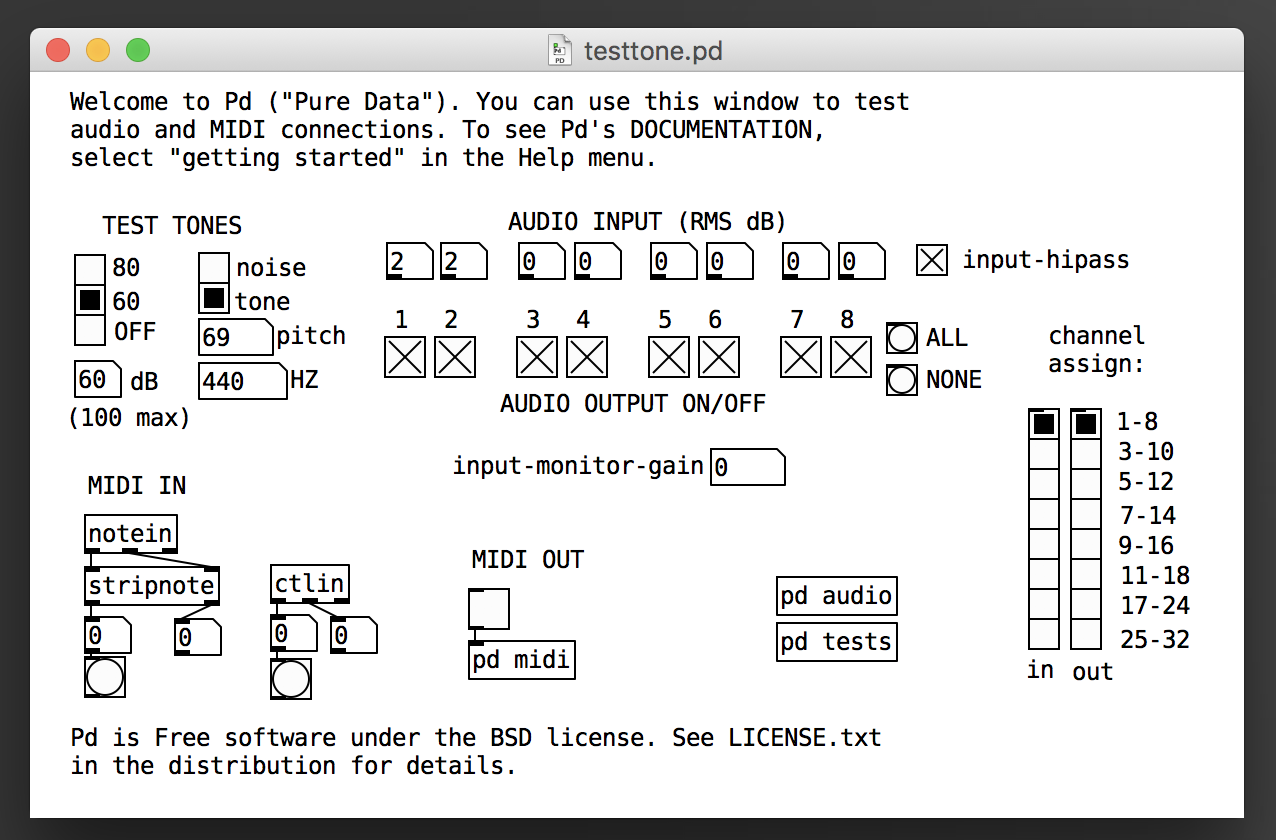 testtone.pd
Welcome to Pd ("Pure Data"). You can use this window to test
audio and MIDI connections. To see Pd's DOCUMENTATION,
select "getting started" in the Help menu.
TEST TONES
80
60
OFF
noise
tone
69 pitch
60 dB
440 HZ
(100 max)
AUDIO INPUT (RMS dB)
2 2 0 0 0 0 0 0
input-hipass
1 2 3 4 5 6 7 8
ALL
NONE
AUDIO OUTPUT ON/OFF
input-monitor-gain 0
channel
assign:
1-8
3-10
5-12
7-14
9-16
11-18
17-24
25-32
in out
MIDI IN
notein
stripnote
0 0
ctlin
0 0
MIDI OUT
pd midi
pd audio
pd tests
Pd is Free software under the BSD license. See LICENSE.txt
in the distribution for details.